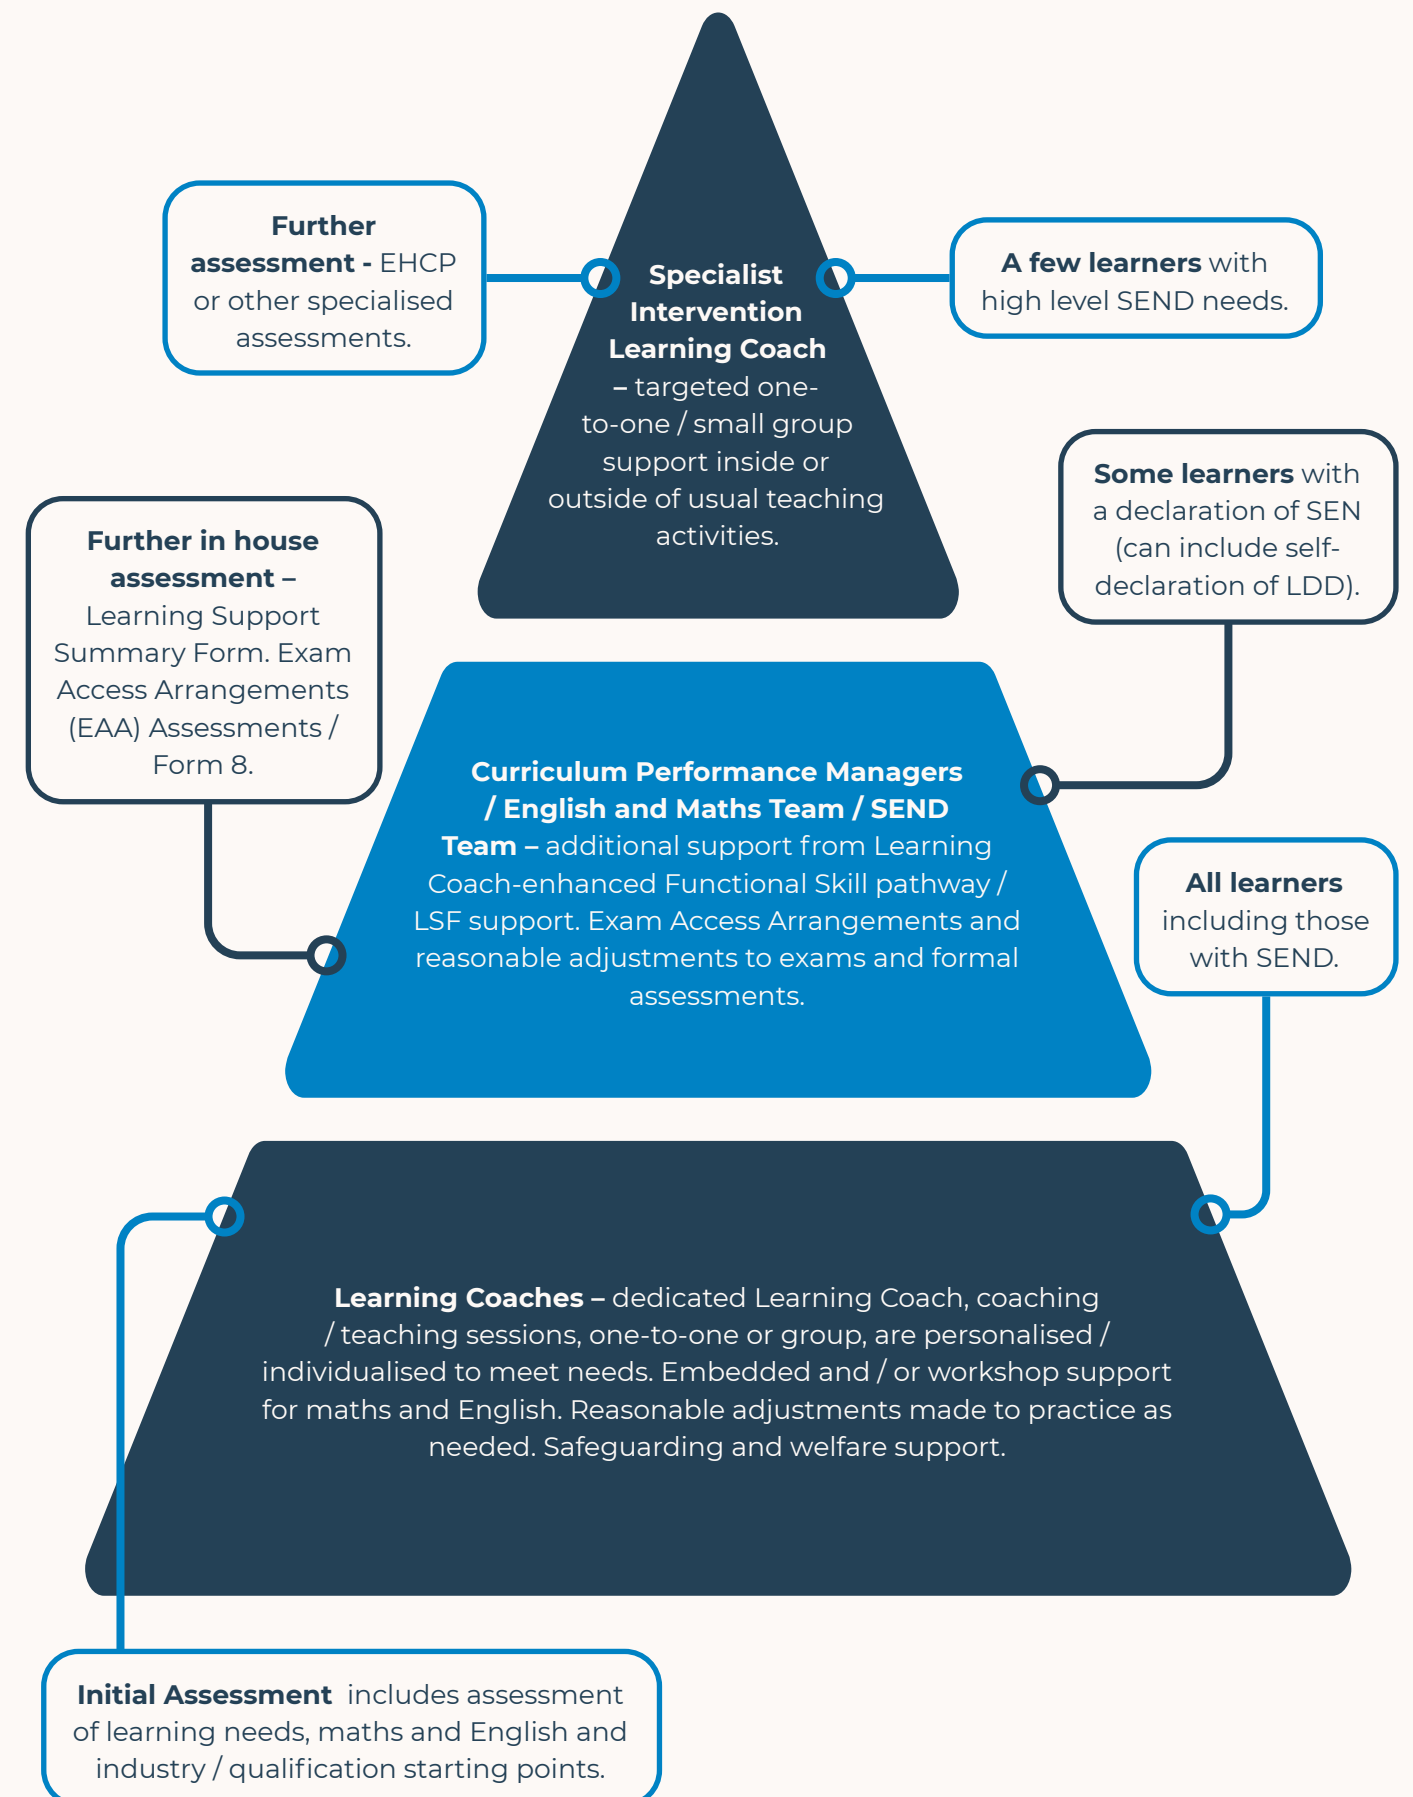 Further
assessment - EHCP
or other specialised
assessments.
Specialist
Intervention
Learning Coach
– targeted one-
to-one / small group
support inside or
outside of usual teaching
activities.
A few learners with
high level SEND needs.
Some learners with
a declaration of SEN
(can include self-
declaration of LDD).
Further in house
assessment –
Learning Support
Summary Form. Exam
Access Arrangements
(EAA) Assessments /
Form 8.
Curriculum Performance Managers
/ English and Maths Team / SEND
Team – additional support from Learning
Coach-enhanced Functional Skill pathway /
LSF support. Exam Access Arrangements and
reasonable adjustments to exams and formal
assessments.
All learners
including those
with SEND.
Learning Coaches – dedicated Learning Coach, coaching
/ teaching sessions, one-to-one or group, are personalised /
individualised to meet needs. Embedded and / or workshop support
for maths and English. Reasonable adjustments made to practice as
needed. Safeguarding and welfare support.
Initial Assessment includes assessment
of learning needs, maths and English and
industry / qualification starting points.